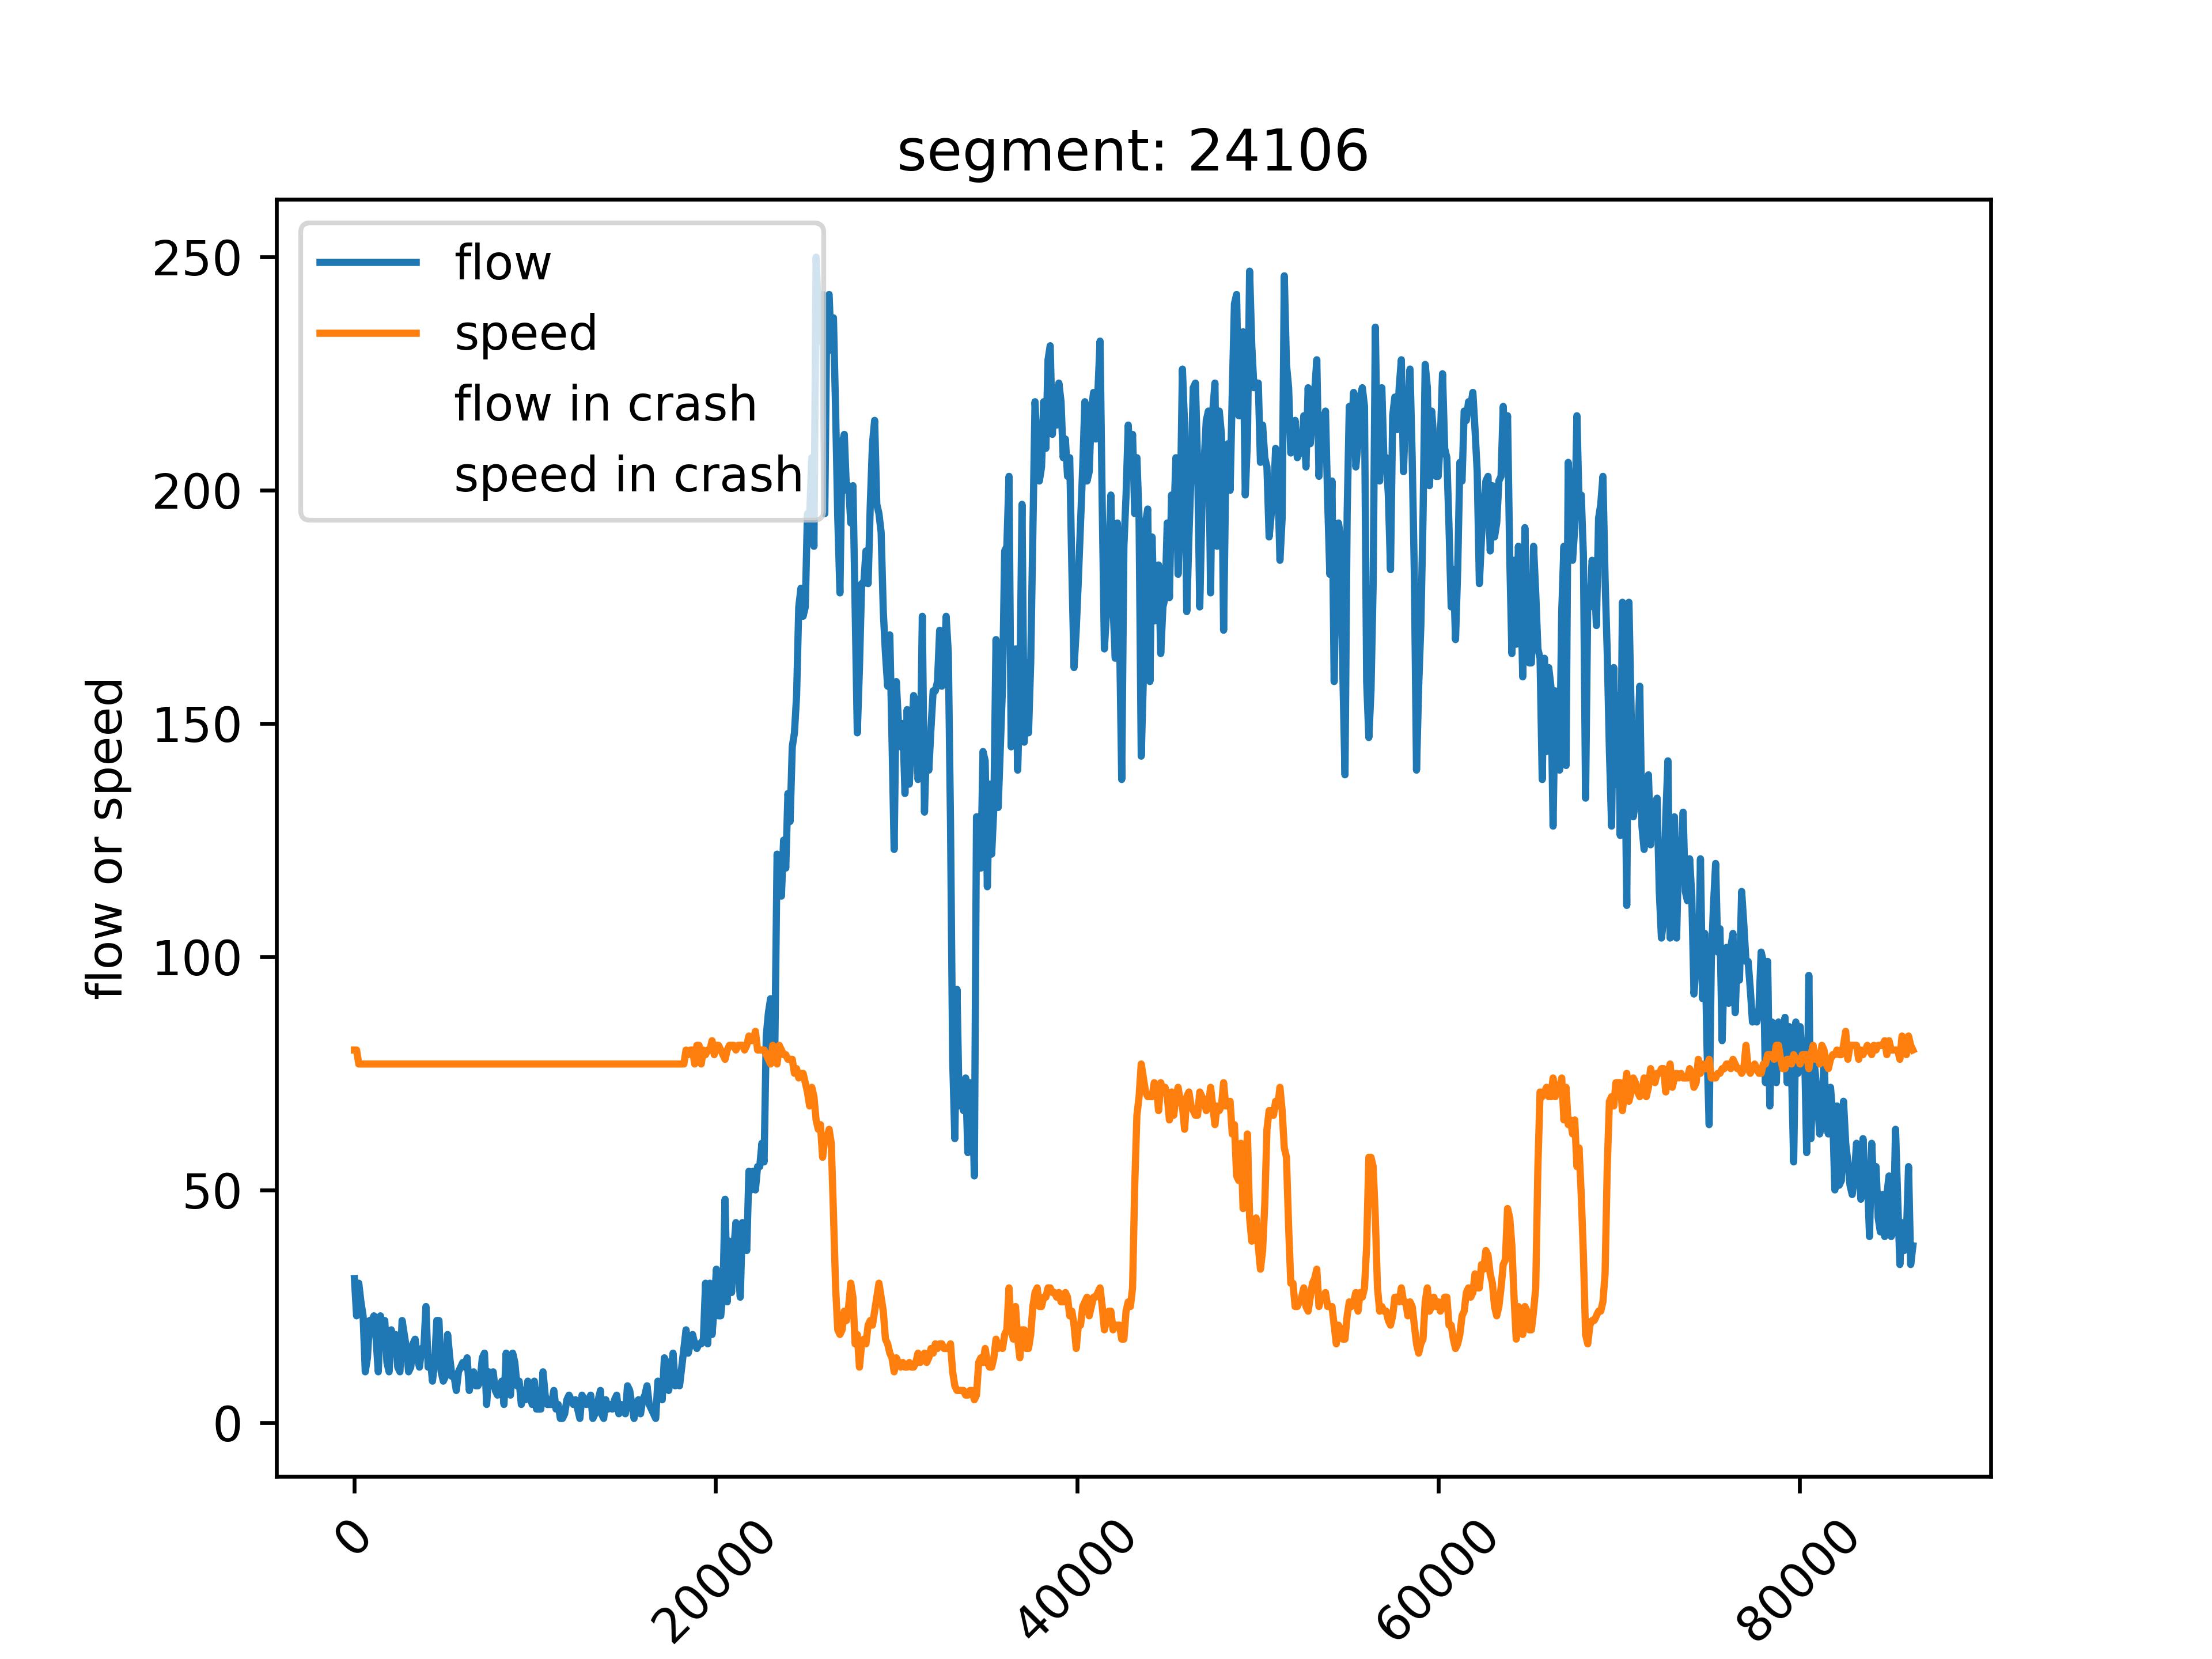 segment: 24106
flow
speed
flow in crash
speed in crash
flow or speed
250
200
150
100
50
0
0
20000
40000
60000
80000